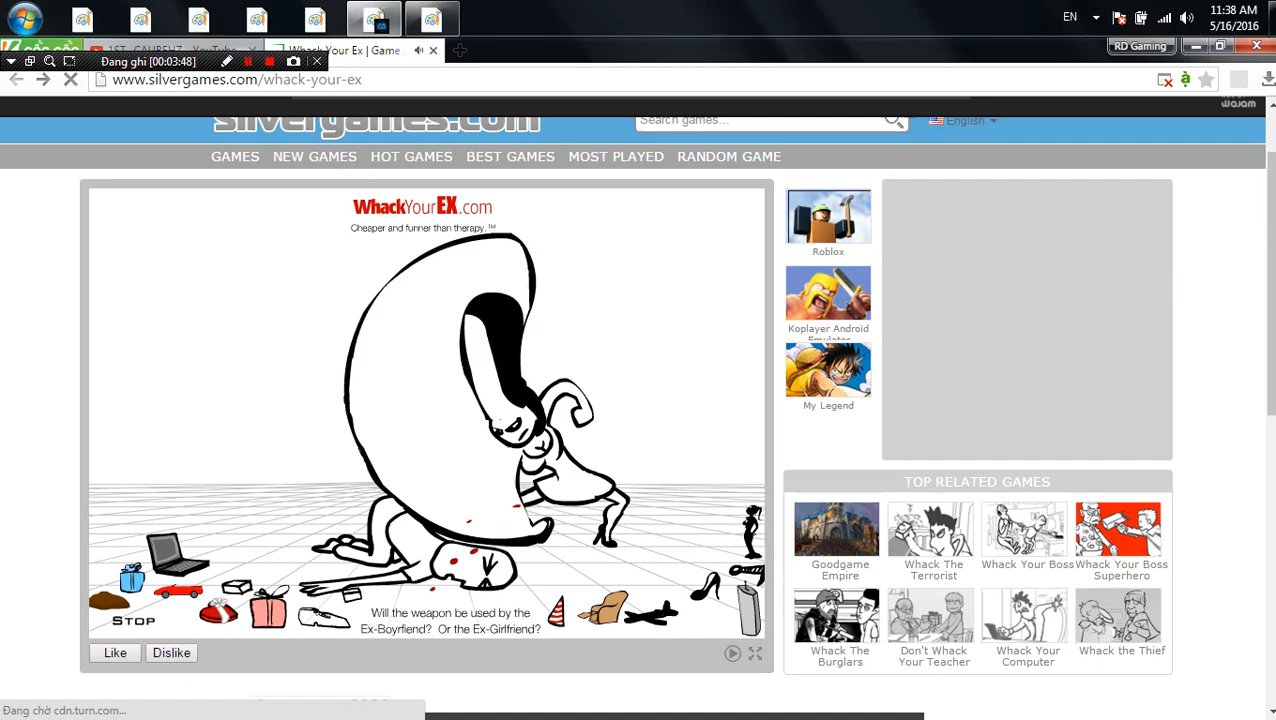 11:38 AM
EN
5/16/2016
1ST CALIBEHZ - YouTube
Whack Your Ex | Game
RD Gaming
Đang ghi [00:03:48]
www.silvergames.com/whack-your-ex
wajam
silvergames.com
Search games...
English
GAMES NEW GAMES HOT GAMES BEST GAMES MOST PLAYED RANDOM GAME
WhackYourEX.com
Cheaper and funner than therapy.™
Roblox
Koplayer Android
Emulator
My Legend
TOP RELATED GAMES
Goodgame
Empire
Whack The
Terrorist
Whack Your Boss
Whack Your Boss
Superhero
Whack The
Burglars
Don't Whack
Your Teacher
Whack Your
Computer
Whack the Thief
STOP
Will the weapon be used by the
Ex-Boyfriend? Or the Ex-Girlfriend?
Like
Dislike
Đang chờ cdn.turn.com...